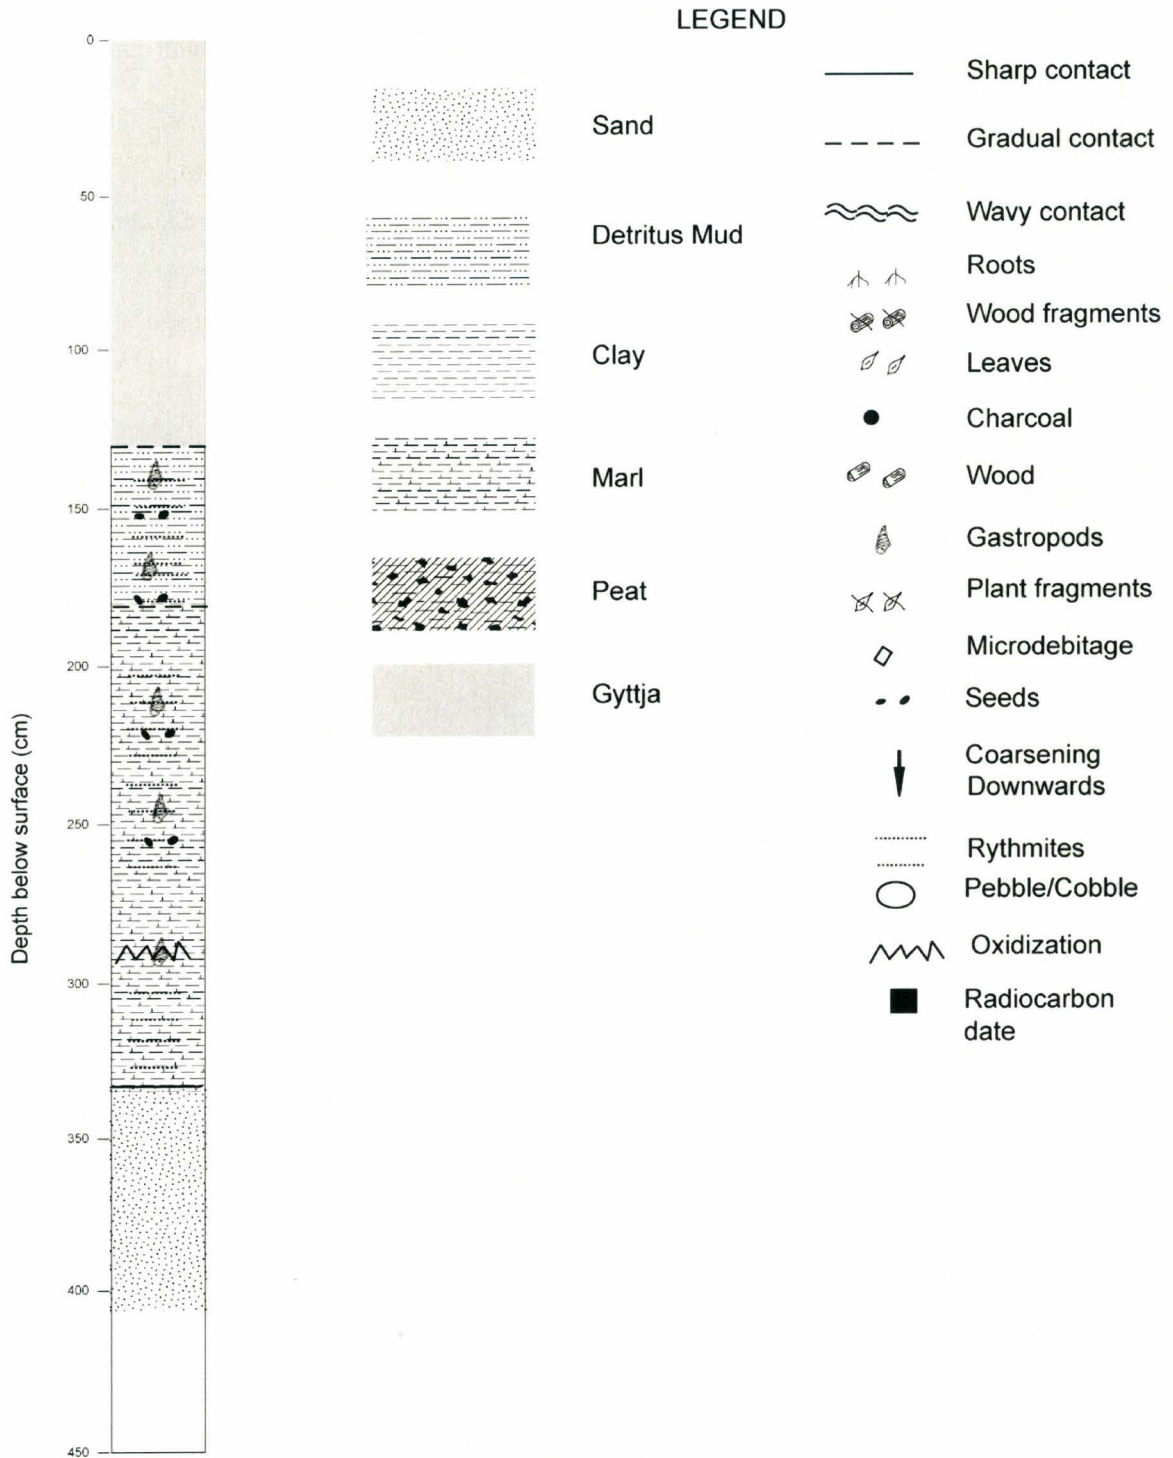 LEGEND
0
50
100
150
200
250
300
350
400
450
Depth below surface (cm)
Sand
Detritus Mud
Clay
Marl
Peat
Gyttja
Sharp contact
Gradual contact
Wavy contact
Roots
Wood fragments
Leaves
Charcoal
Wood
Gastropods
Plant fragments
Microdebitage
Seeds
Coarsening
Downwards
Rythmites
Pebble/Cobble
Oxidization
Radiocarbon
date